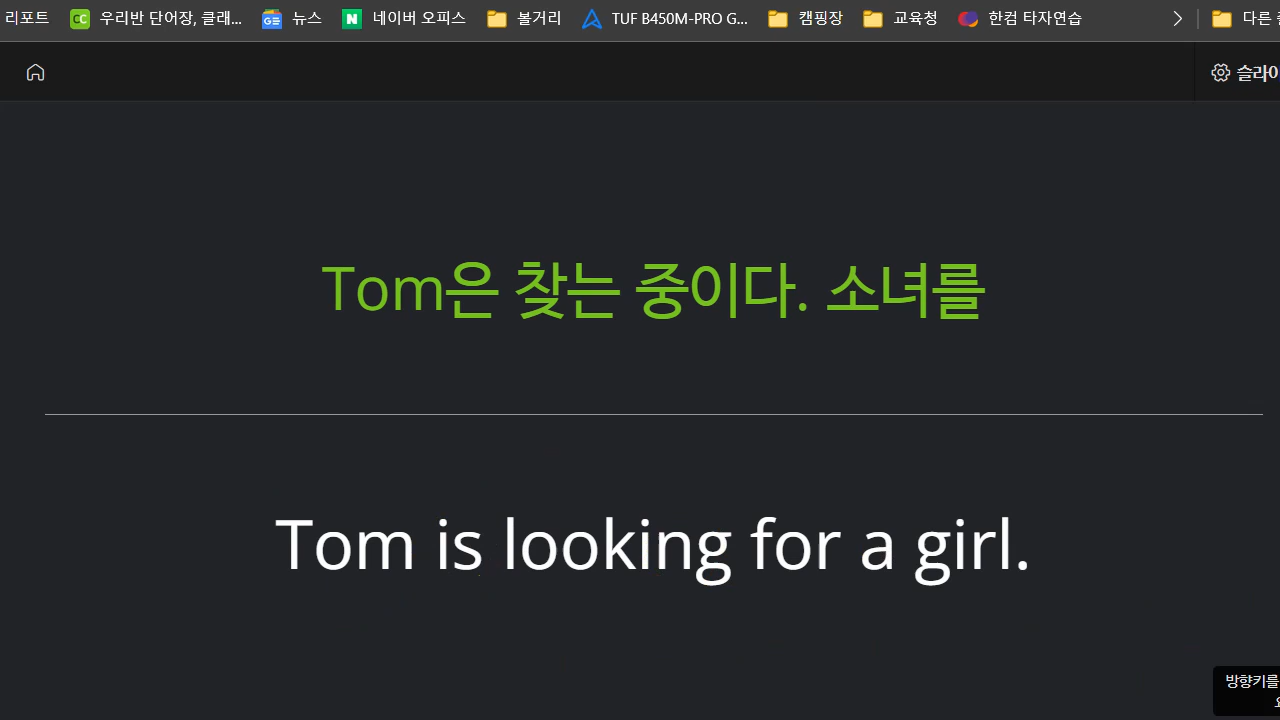 리포트 우리반 단어장, 클래... 뉴스 네이버 오피스 볼거리 TUF B450M-PRO G... 캠핑장 교육청 한컴 타자연습 다른
슬라이
Tom은 찾는 중이다. 소녀를
Tom is looking for a girl.
방향키를